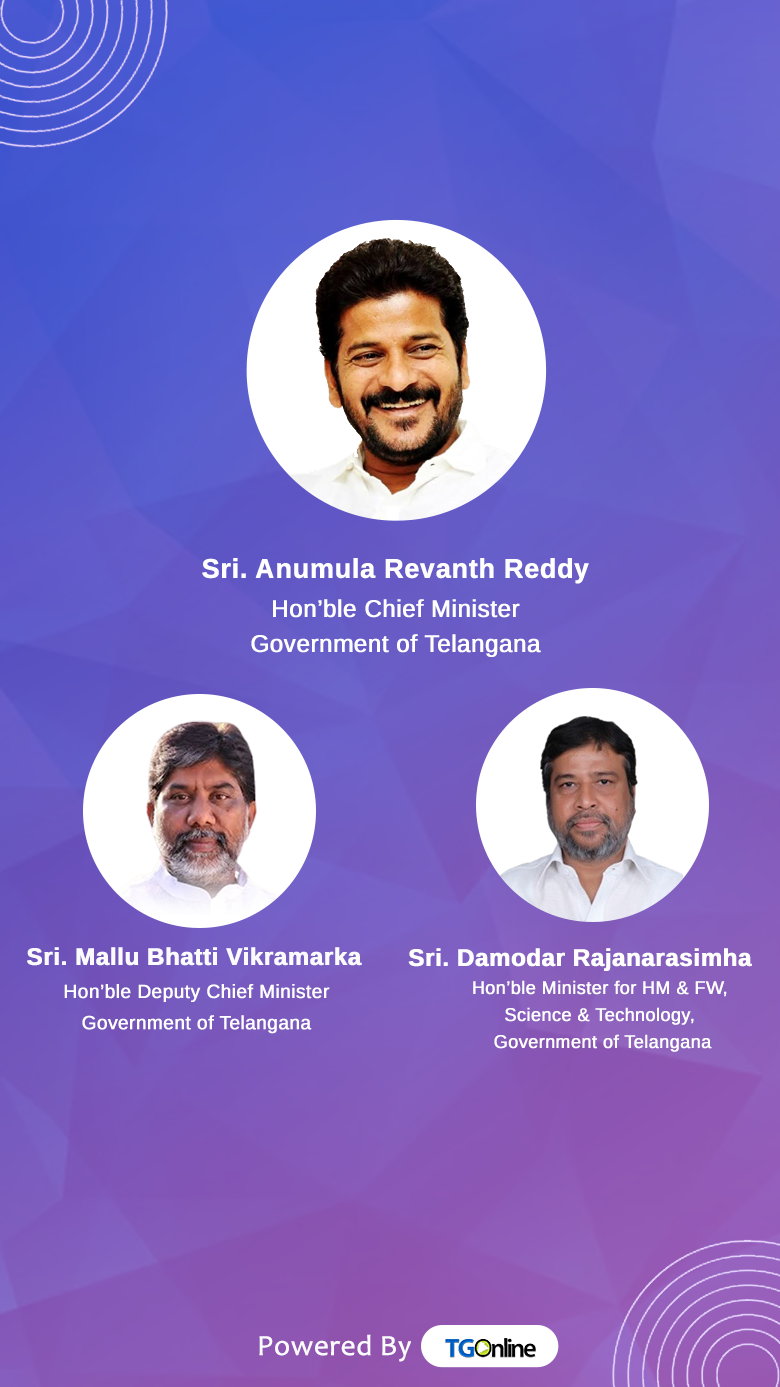 Sri. Anumula Revanth Reddy
Hon’ble Chief Minister
Government of Telangana
Sri. Mallu Bhatti Vikramarka
Hon’ble Deputy Chief Minister
Government of Telangana
Sri. Damodar Rajanarasimha
Hon’ble Minister for HM & FW,
Science & Technology,
Government of Telangana
Powered By TGOnline